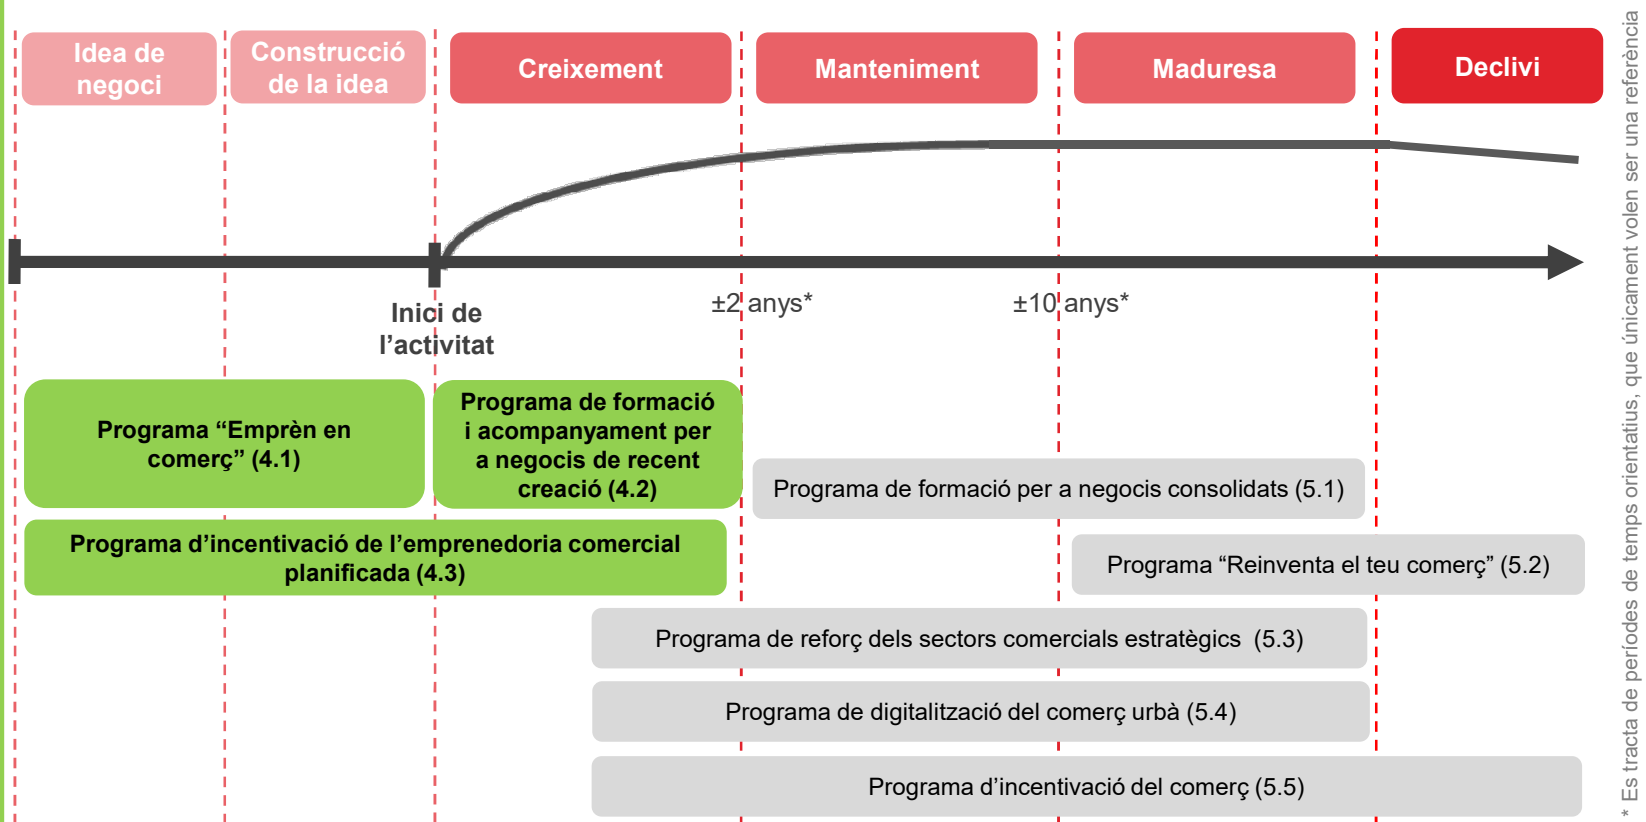 Idea de
negoci
Construcció
de la idea
Creixement
Manteniment
Maduresa
Declivi
Inici de
l’activitat
±2 anys*
±10 anys*
Programa “Emprèn en
comerç” (4.1)
Programa de formació
i acompanyament per
a negocis de recent
creació (4.2)
Programa de formació per a negocis consolidats (5.1)
Programa d’incentivació de l’emprenedoria comercial
planificada (4.3)
Programa “Reinventa el teu comerç” (5.2)
Programa de reforç dels sectors comercials estratègics (5.3)
Programa de digitalització del comerç urbà (5.4)
Programa d’incentivació del comerç (5.5)
* Es tracta de períodes de temps orientatius, que únicament volen ser una referència